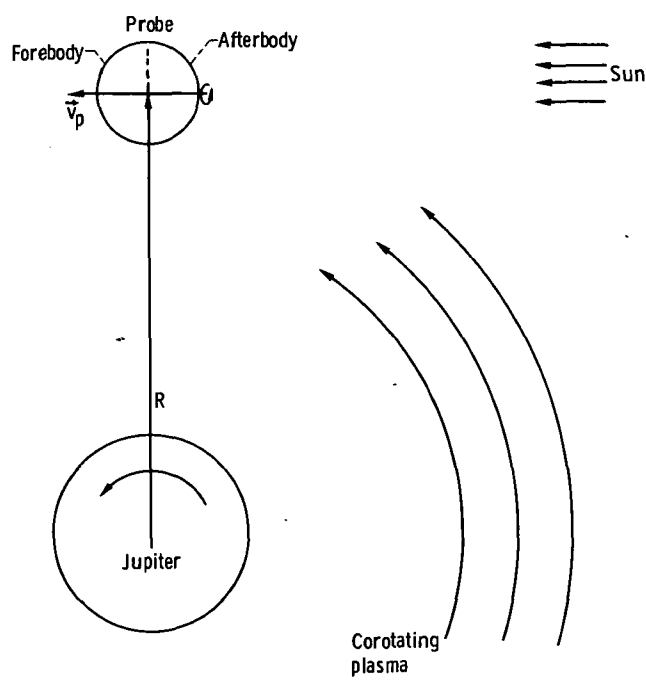 Probe
Forebody
Afterbody
Sun
v⃗p
R
Jupiter
Corotating
plasma